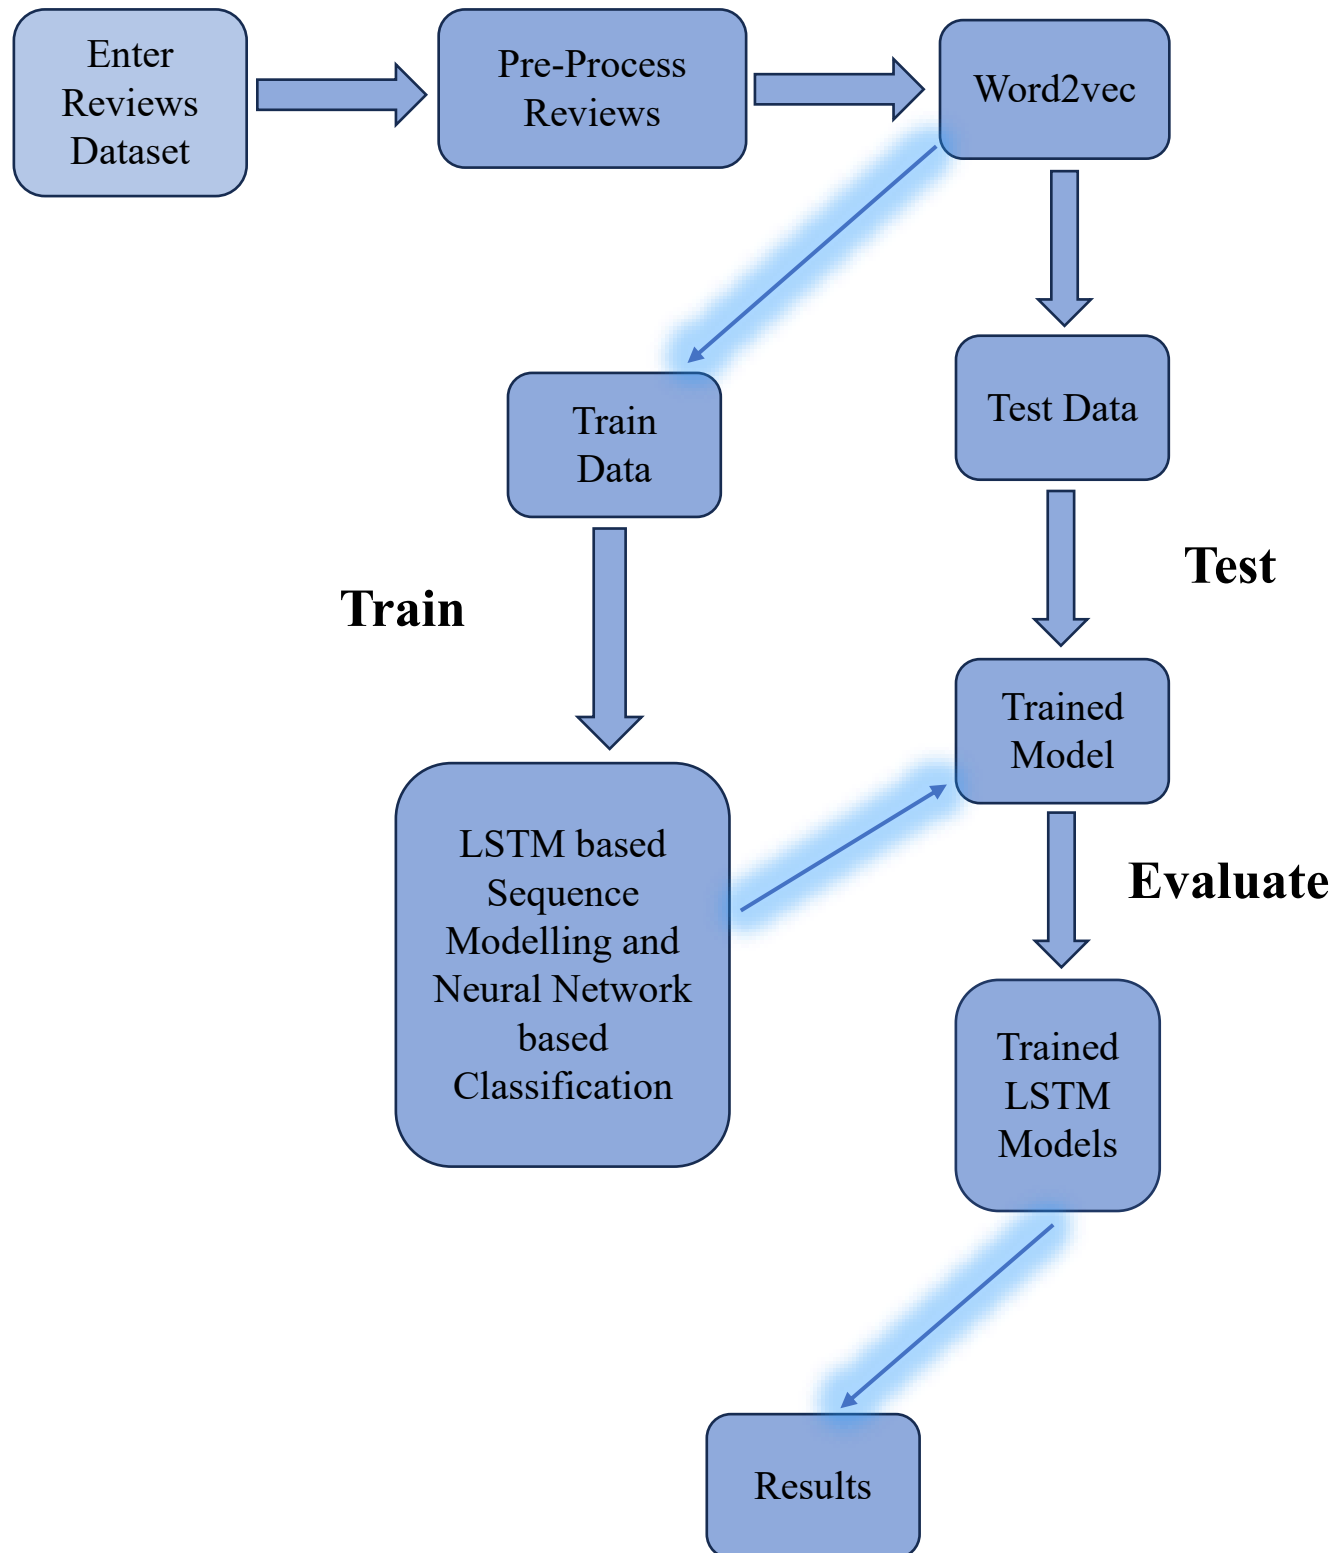 Enter
Reviews
Dataset
Pre-Process
Reviews
Word2vec
Train
Data
Test Data
Train
Test
LSTM based
Sequence
Modelling and
Neural Network
based
Classification
Trained
Model
Evaluate
Trained
LSTM
Models
Results